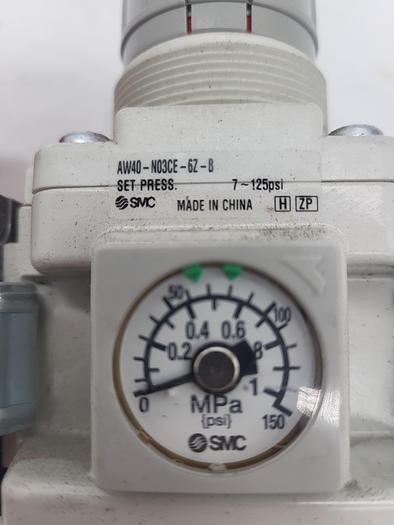 AW40-N03CE-6Z-B
SET PRESS. 7~125psi
SMC MADE IN CHINA H ZP
50 100
0.4 0.6
0.2 8
0 MPa 1
{psi} 150
SMC